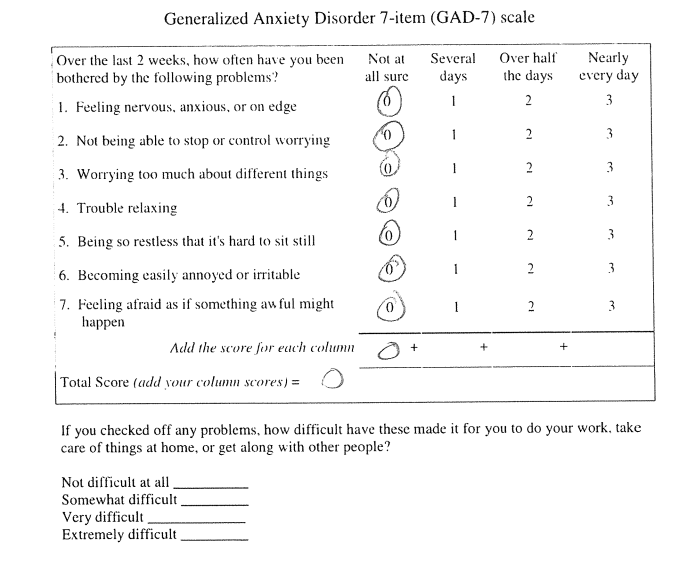 Generalized Anxiety Disorder 7-item (GAD-7) scale
Over the last 2 weeks, how often have you been bothered by the following problems? Not at all sure Several days Over half the days Nearly every day
1. Feeling nervous, anxious, or on edge 0 1 2 3
2. Not being able to stop or control worrying 0 1 2 3
3. Worrying too much about different things 0 1 2 3
4. Trouble relaxing 0 1 2 3
5. Being so restless that it's hard to sit still 0 1 2 3
6. Becoming easily annoyed or irritable 0 1 2 3
7. Feeling afraid as if something awful might happen 0 1 2 3
Add the score for each column 0 + + +
Total Score (add your column scores) = 0
If you checked off any problems, how difficult have these made it for you to do your work, take
care of things at home, or get along with other people?
Not difficult at all
Somewhat difficult
Very difficult
Extremely difficult